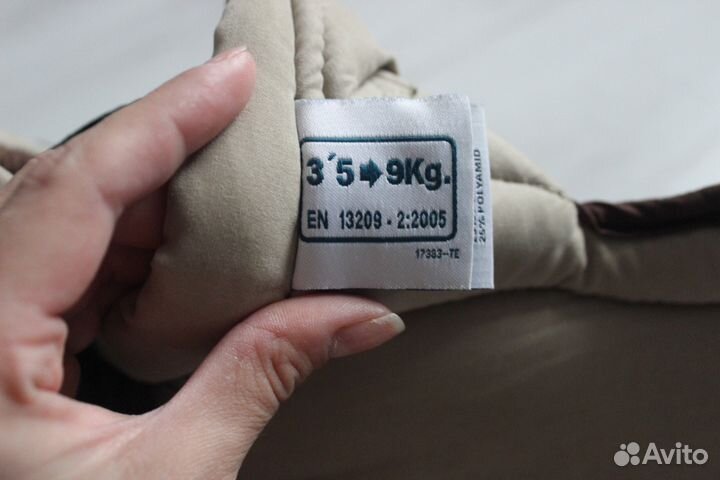 3´5 ➔ 9Kg.
EN 13209 - 2:2005
17383-TE
25% POLYAMID
Avito